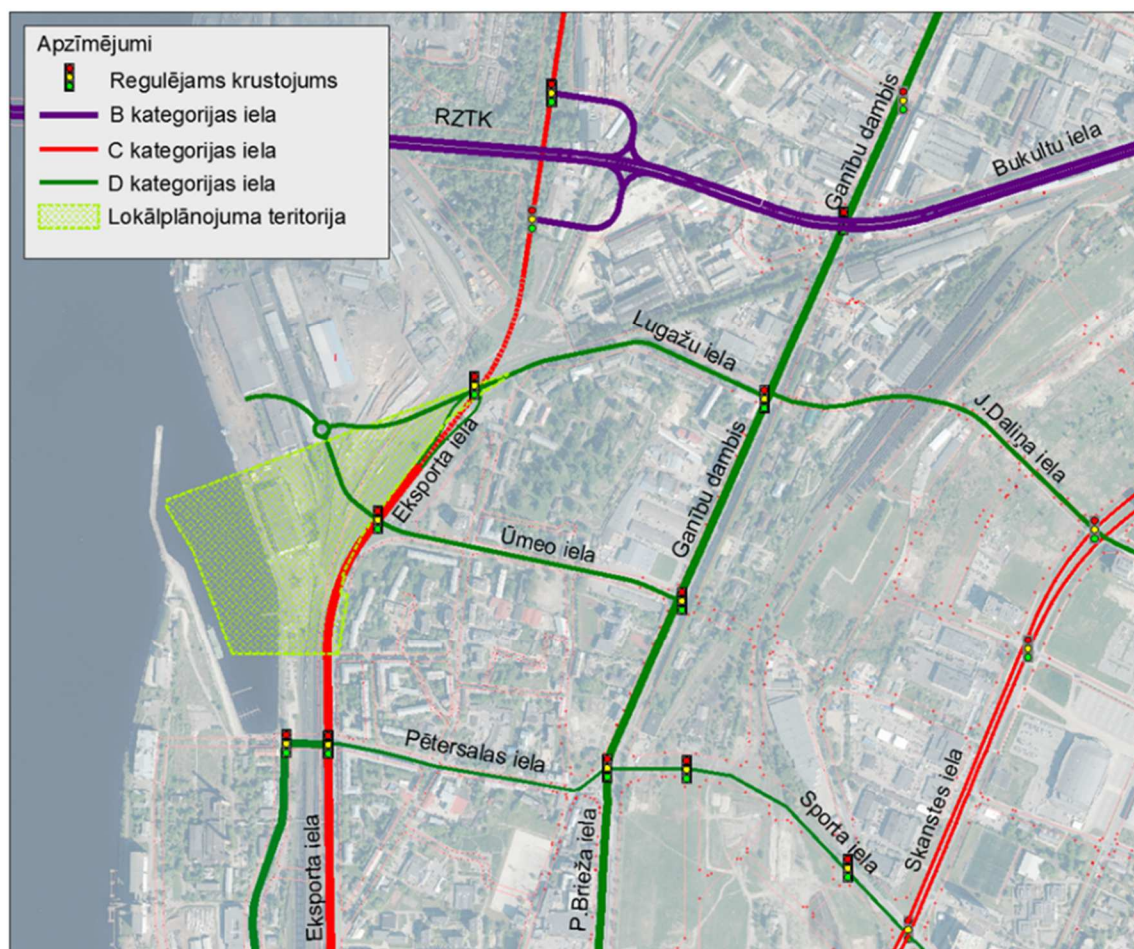 Apzīmējumi
Regulējams krustojums
B kategorijas iela
C kategorijas iela
D kategorijas iela
Lokālplānojuma teritorija
RZTK
Ganību dambis
Bukultu iela
Lugažu iela
J.Daliņa iela
Eksporta iela
Ganību dambis
Ūmeo iela
Pētersalas iela
Sporta iela
Skanstes iela
Eksporta iela
P.Brieža iela